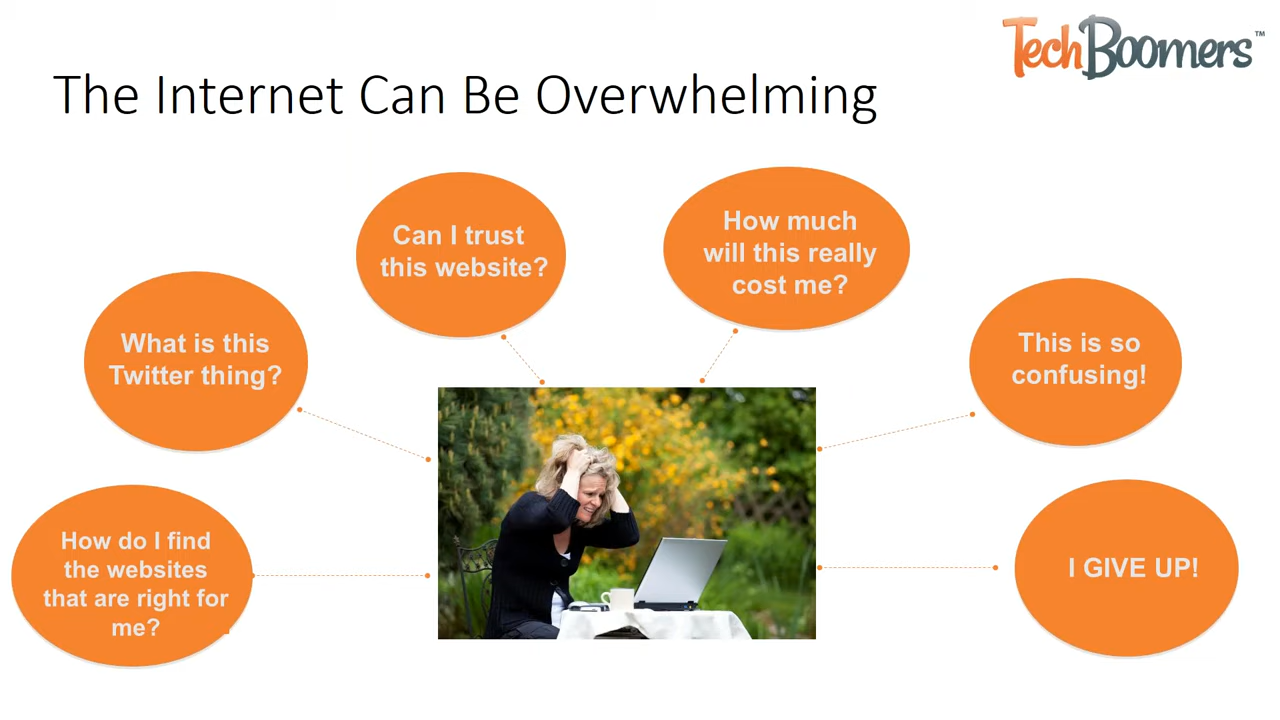 TechBoomers™
The Internet Can Be Overwhelming
Can I trust
this website?
How much
will this really
cost me?
What is this
Twitter thing?
This is so
confusing!
How do I find
the websites
that are right for
me?
I GIVE UP!